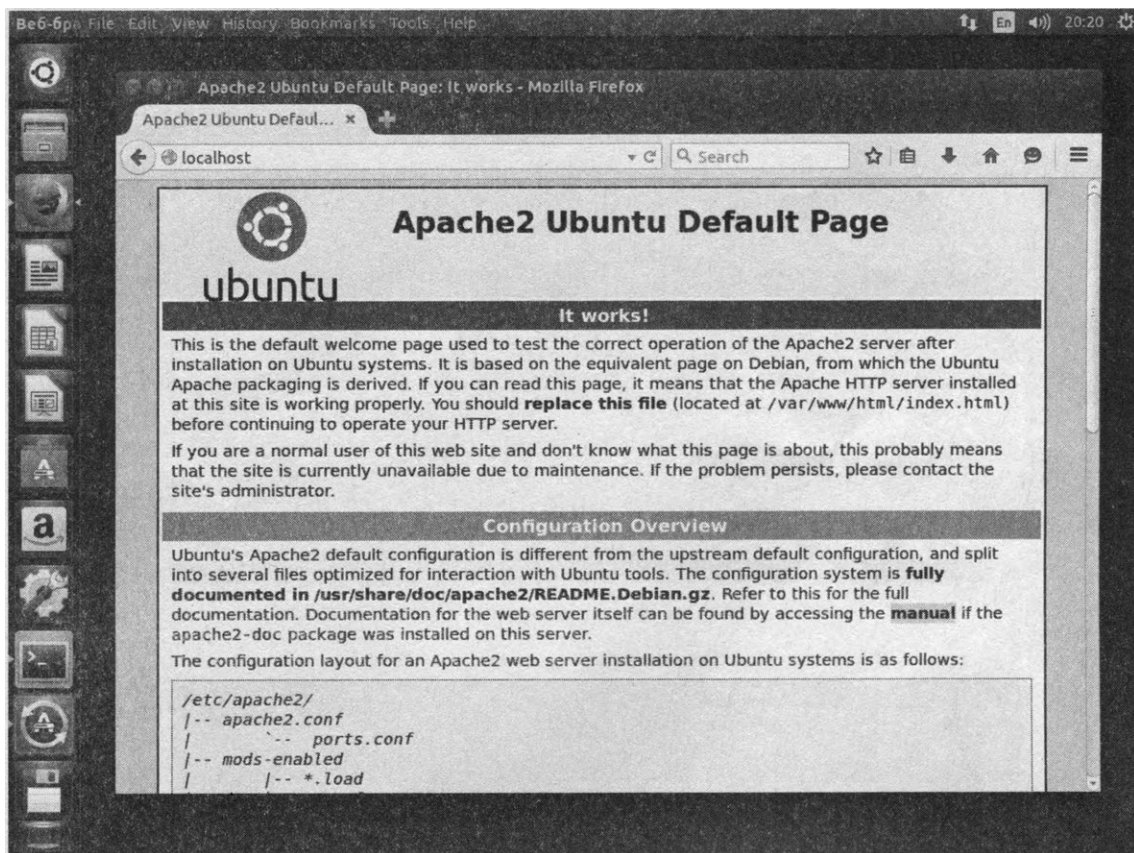 Веб-бра File Edit View History Bookmarks Tools Help En 20:20
Apache2 Ubuntu Default Page: It works - Mozilla Firefox
Apache2 Ubuntu Defaul... ×
localhost Search
ubuntu
Apache2 Ubuntu Default Page
It works!
This is the default welcome page used to test the correct operation of the Apache2 server after
installation on Ubuntu systems. It is based on the equivalent page on Debian, from which the Ubuntu
Apache packaging is derived. If you can read this page, it means that the Apache HTTP server installed
at this site is working properly. You should replace this file (located at /var/www/html/index.html)
before continuing to operate your HTTP server.
If you are a normal user of this web site and don't know what this page is about, this probably means
that the site is currently unavailable due to maintenance. If the problem persists, please contact the
site's administrator.
Configuration Overview
Ubuntu's Apache2 default configuration is different from the upstream default configuration, and split
into several files optimized for interaction with Ubuntu tools. The configuration system is fully
documented in /usr/share/doc/apache2/README.Debian.gz. Refer to this for the full
documentation. Documentation for the web server itself can be found by accessing the manual if the
apache2-doc package was installed on this server.
The configuration layout for an Apache2 web server installation on Ubuntu systems is as follows:
/etc/apache2/
|-- apache2.conf
|       `--  ports.conf
|-- mods-enabled
|       |-- *.load